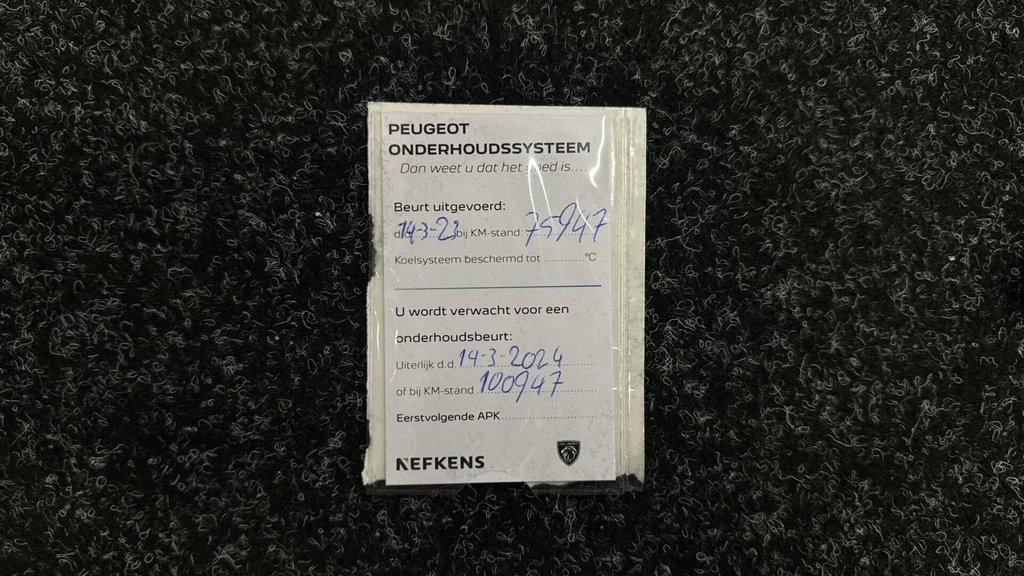 PEUGEOT
ONDERHOUDSSYSTEEM
Dan weet u dat het goed is.....
Beurt uitgevoerd:
d.d. 14-3-23 bij KM-stand: 75947
Koelsysteem beschermd tot ............°C
U wordt verwacht voor een
onderhoudsbeurt:
Uiterlijk d.d. 14-3-2024
of bij KM-stand 100947
Eerstvolgende APK
NEFKENS